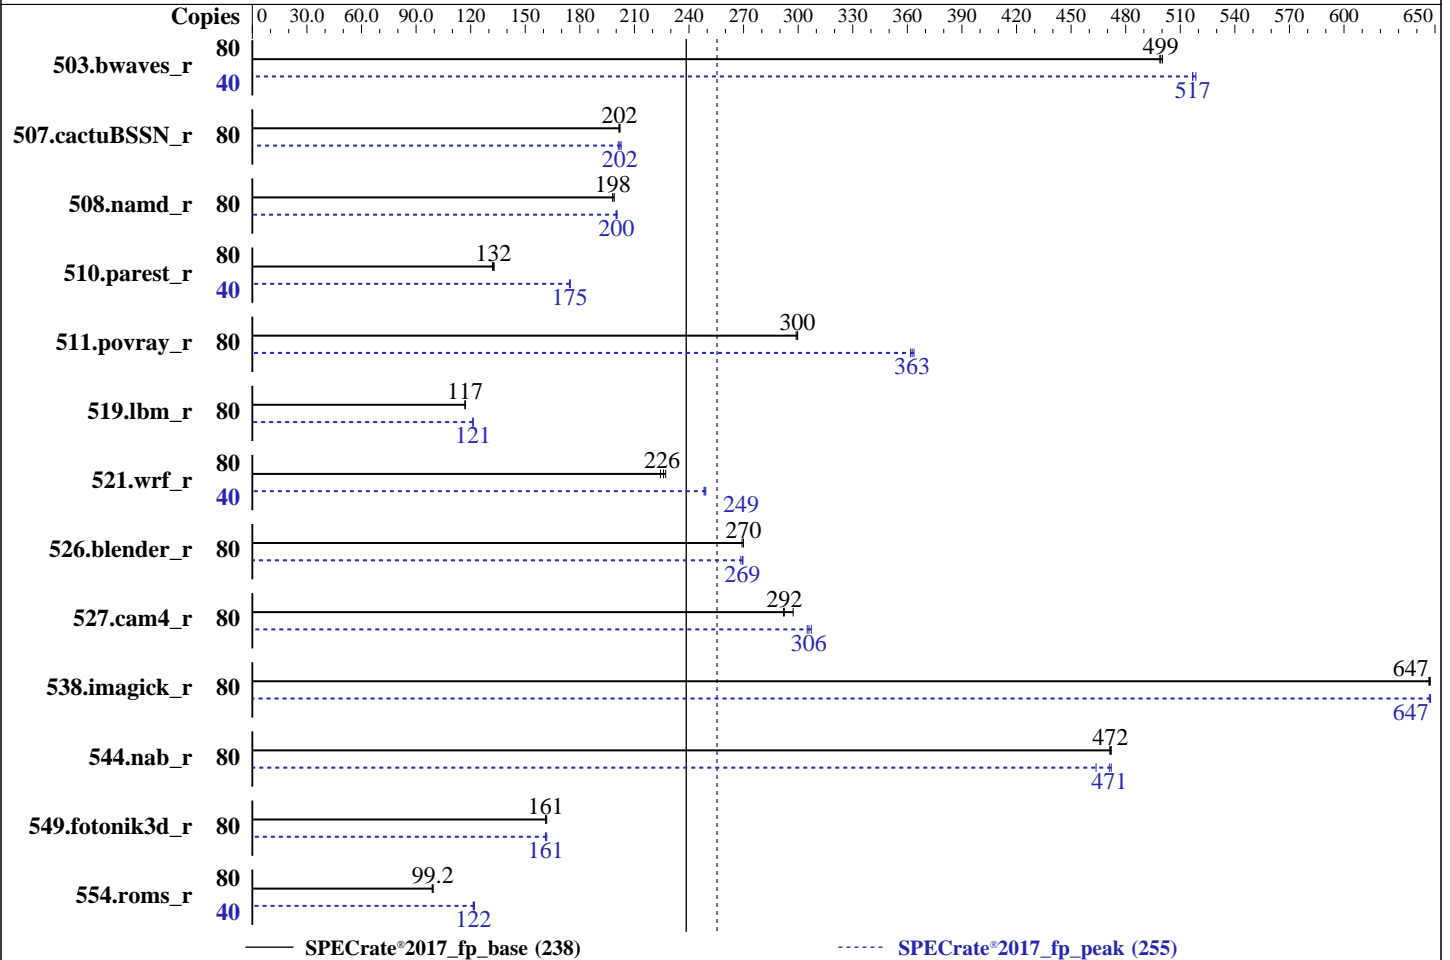 Copies 0 30.0 60.0 90.0 120 150 180 210 240 270 300 330 360 390 420 450 480 510 540 570 600 650
503.bwaves_r 80 499
40 517
507.cactuBSSN_r 80 202
202
508.namd_r 80 198
200
510.parest_r 80 132
40 175
511.povray_r 80 300
363
519.lbm_r 80 117
121
521.wrf_r 80 226
40 249
526.blender_r 80 270
269
527.cam4_r 80 292
306
538.imagick_r 80 647
647
544.nab_r 80 472
471
549.fotonik3d_r 80 161
161
554.roms_r 80 99.2
40 122
SPECrate®2017_fp_base (238) SPECrate®2017_fp_peak (255)